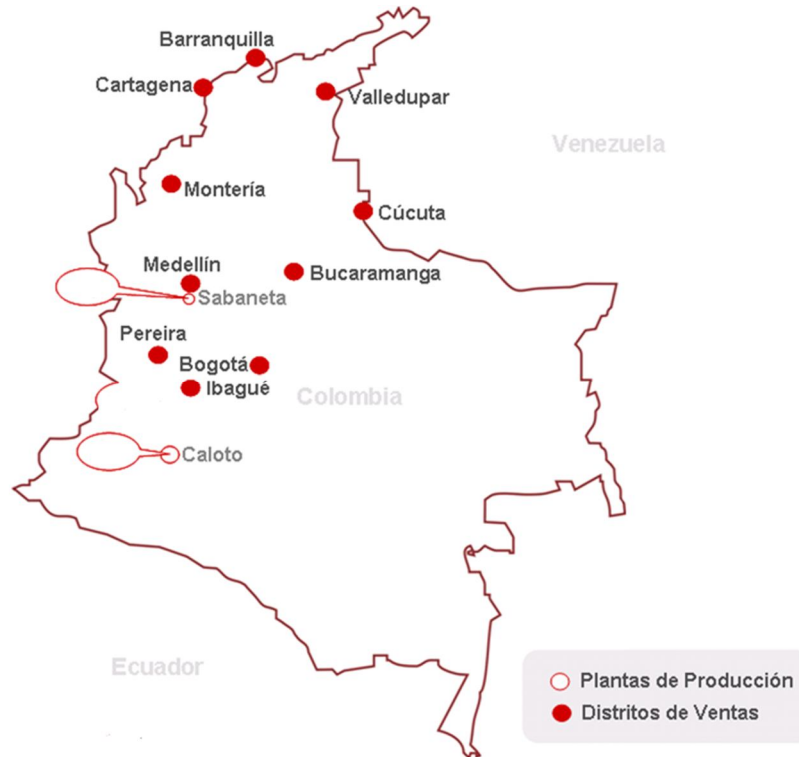 Barranquilla
Cartagena
Valledupar
Venezuela
Montería
Cúcuta
Medellín
Bucaramanga
Sabaneta
Pereira
Bogotá
Ibagué
Colombia
Caloto
Ecuador
Plantas de Producción
Distritos de Ventas